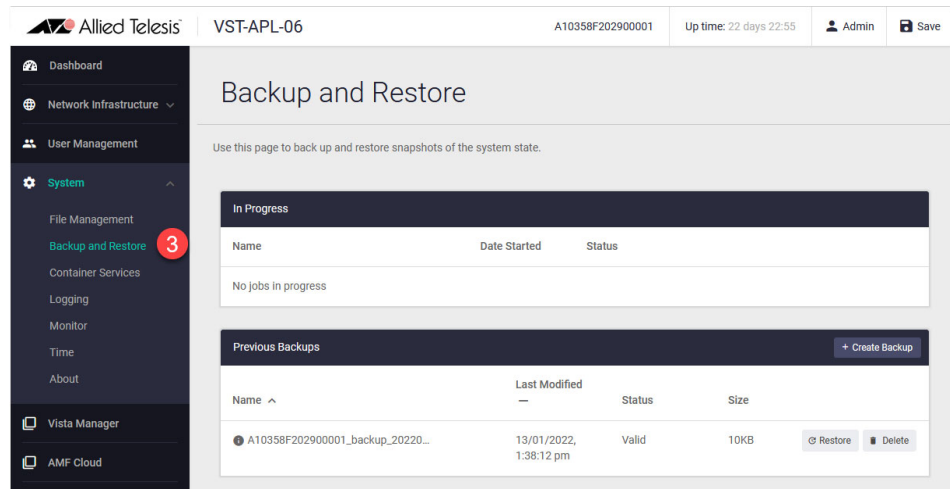 Allied Telesis
VST-APL-06
A10358F202900001
Up time: 22 days 22:55
Admin
Save
Dashboard
Network Infrastructure
User Management
System
File Management
Backup and Restore
3
Container Services
Logging
Monitor
Time
About
Vista Manager
AMF Cloud
Backup and Restore
Use this page to back up and restore snapshots of the system state.
In Progress
Name Date Started Status
No jobs in progress
Previous Backups
+ Create Backup
Name Last Modified — Status Size
A10358F202900001_backup_20220... 13/01/2022, Valid 10KB Restore Delete
1:38:12 pm